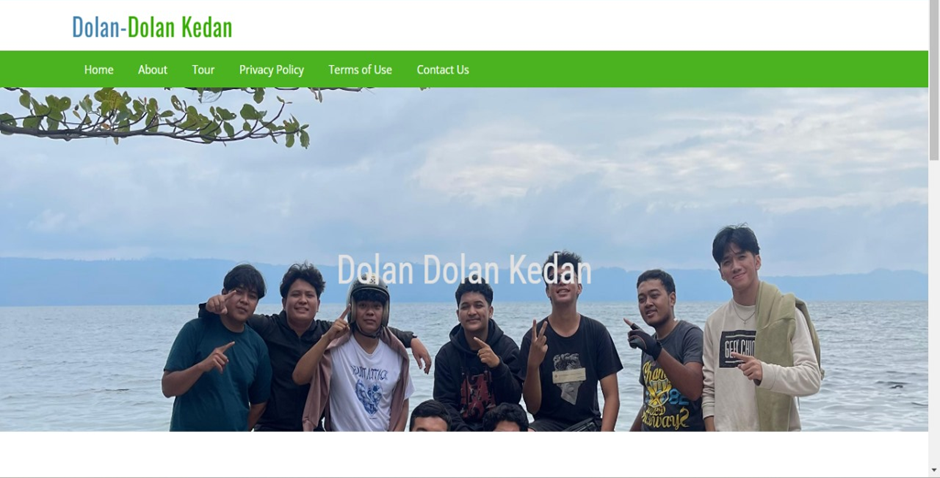 Dolan-Dolan Kedan
Home About Tour Privacy Policy Terms of Use Contact Us
Dolan Dolan Kedan